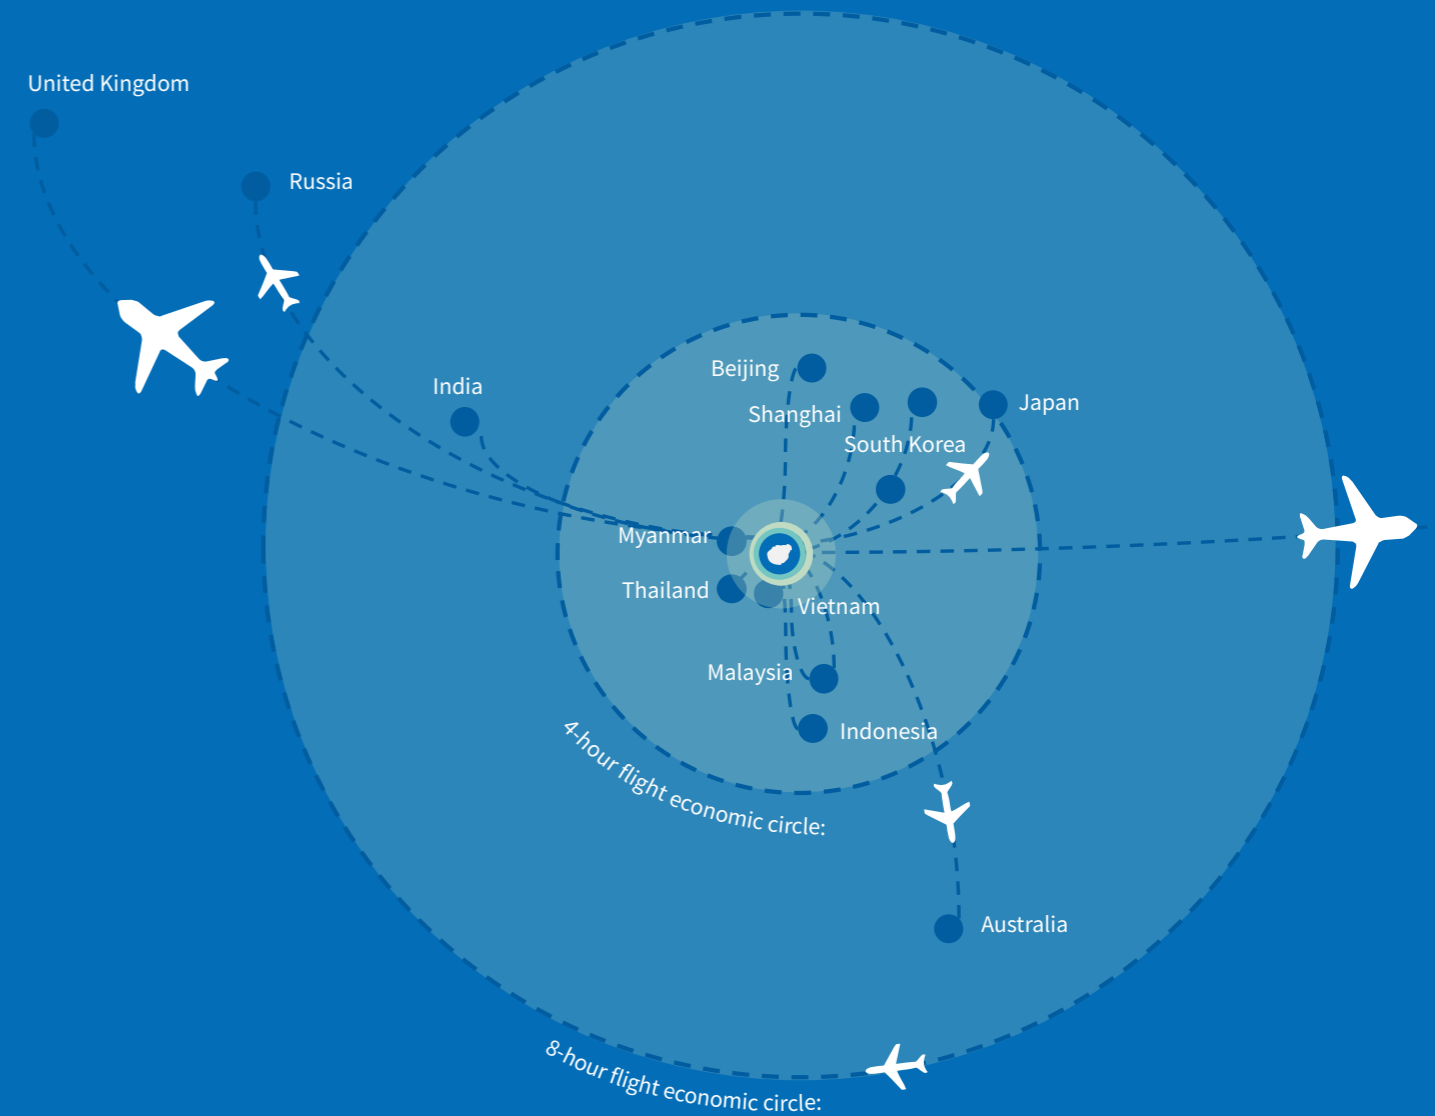 United Kingdom
Russia
India
Beijing
Japan
Shanghai
South Korea
Myanmar
Thailand
Vietnam
Malaysia
Indonesia
4-hour flight economic circle:
Australia
8-hour flight economic circle: